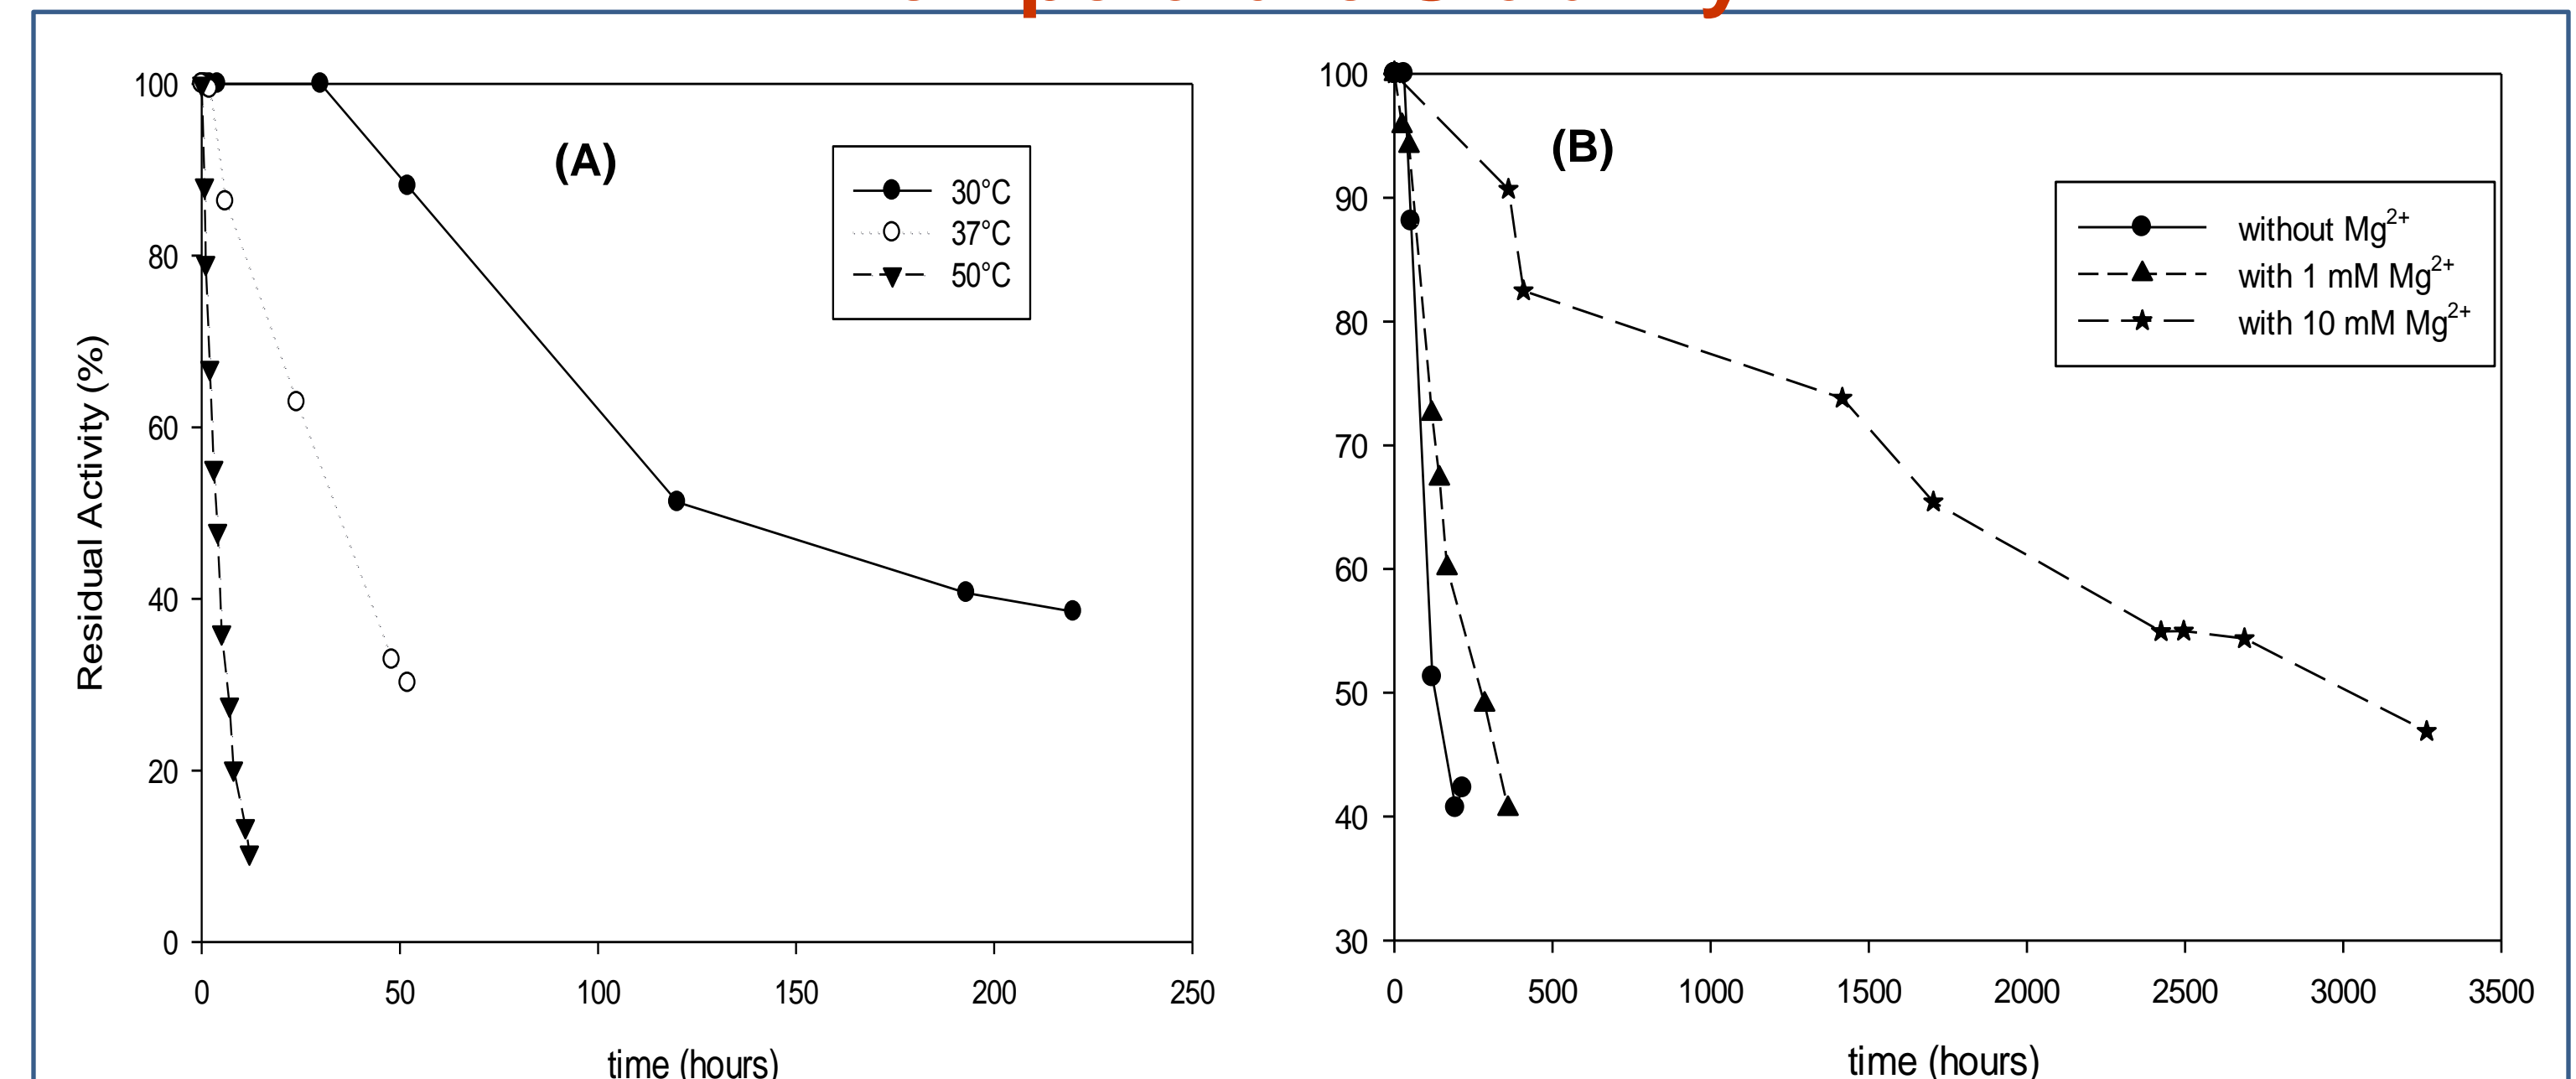 (A)
30°C
37°C
50°C
Residual Activity (%)
100
80
60
40
20
0
0 50 100 150 200 250
time (hours)
(B)
without Mg2+
with 1 mM Mg2+
with 10 mM Mg2+
100
90
80
70
60
50
40
30
0 500 1000 1500 2000 2500 3000 3500
time (hours)